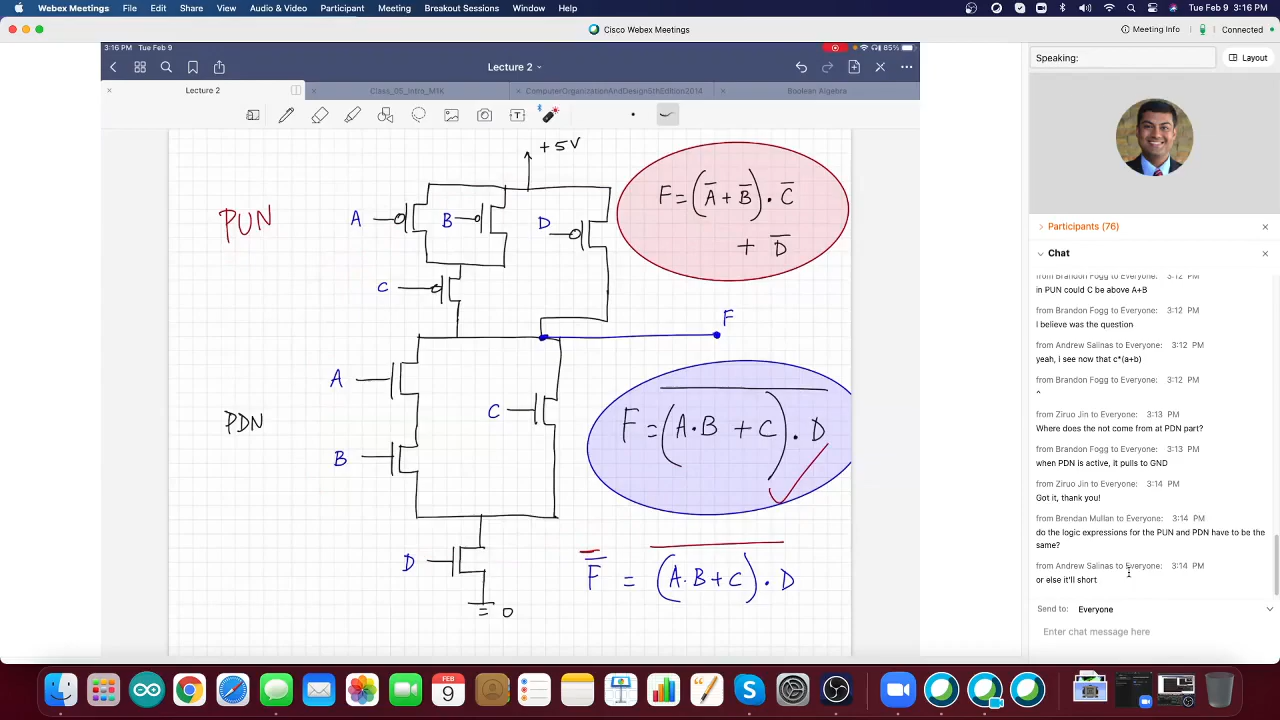 Webex Meetings File Edit Share View Audio & Video Participant Meeting Breakout Sessions Window Help Tue Feb 9 3:16 PM
Cisco Webex Meetings
Meeting Info Connected
3:16 PM Tue Feb 9
85%
Lecture 2
Lecture 2
Class_05_Intro_M1K
ComputerOrganizationAndDesign5thEdition2014
Boolean Algebra
+5V
PUN
A
B
D
C
F=(A̅+B̅)·C̅
+ D̅
F
A
C
PDN
B
F=(A·B+C)·D
D
F̅ = (A·B+C)·D
0
Speaking:
Layout
Participants (76)
Chat
from Brandon Fogg to Everyone: 3:12 PM
in PUN could C be above A+B
from Brandon Fogg to Everyone: 3:12 PM
I believe was the question
from Andrew Salinas to Everyone: 3:12 PM
yeah, i see now that c*(a+b)
from Brandon Fogg to Everyone: 3:12 PM
^
from Ziruo Jin to Everyone: 3:13 PM
Where does the not come from at PDN part?
from Brandon Fogg to Everyone: 3:13 PM
when PDN is active, it pulls to GND
from Ziruo Jin to Everyone: 3:14 PM
Got it, thank you!
from Brendan Mullan to Everyone: 3:14 PM
do the logic expressions for the PUN and PDN have to be the
same?
from Andrew Salinas to Everyone: 3:14 PM
or else it'll short
Send to: Everyone
Enter chat message here
FEB
9